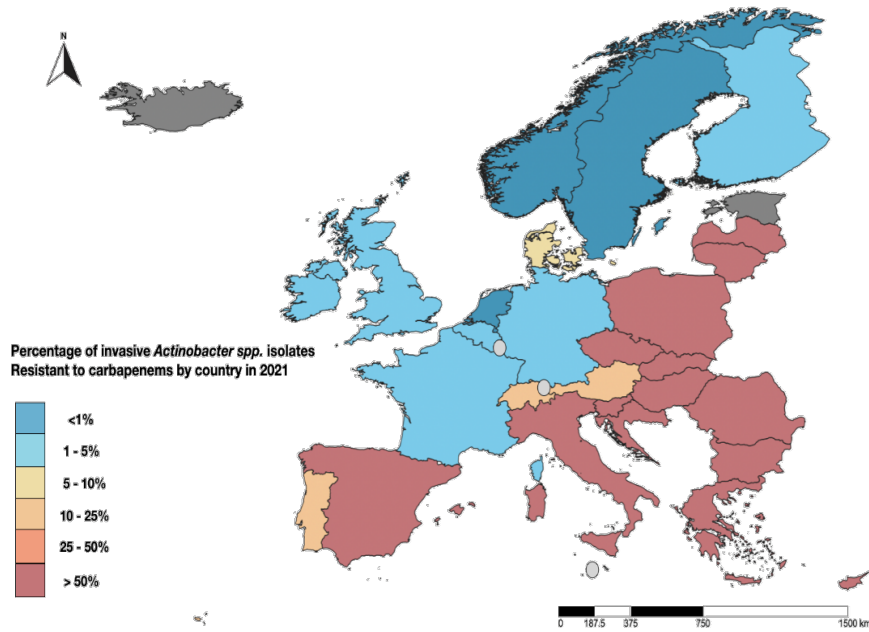 N
Percentage of invasive Actinobacter spp. isolates
Resistant to carbapenems by country in 2021
<1%
1 - 5%
5 - 10%
10 - 25%
25 - 50%
> 50%
0 187.5 375 750 1500 km